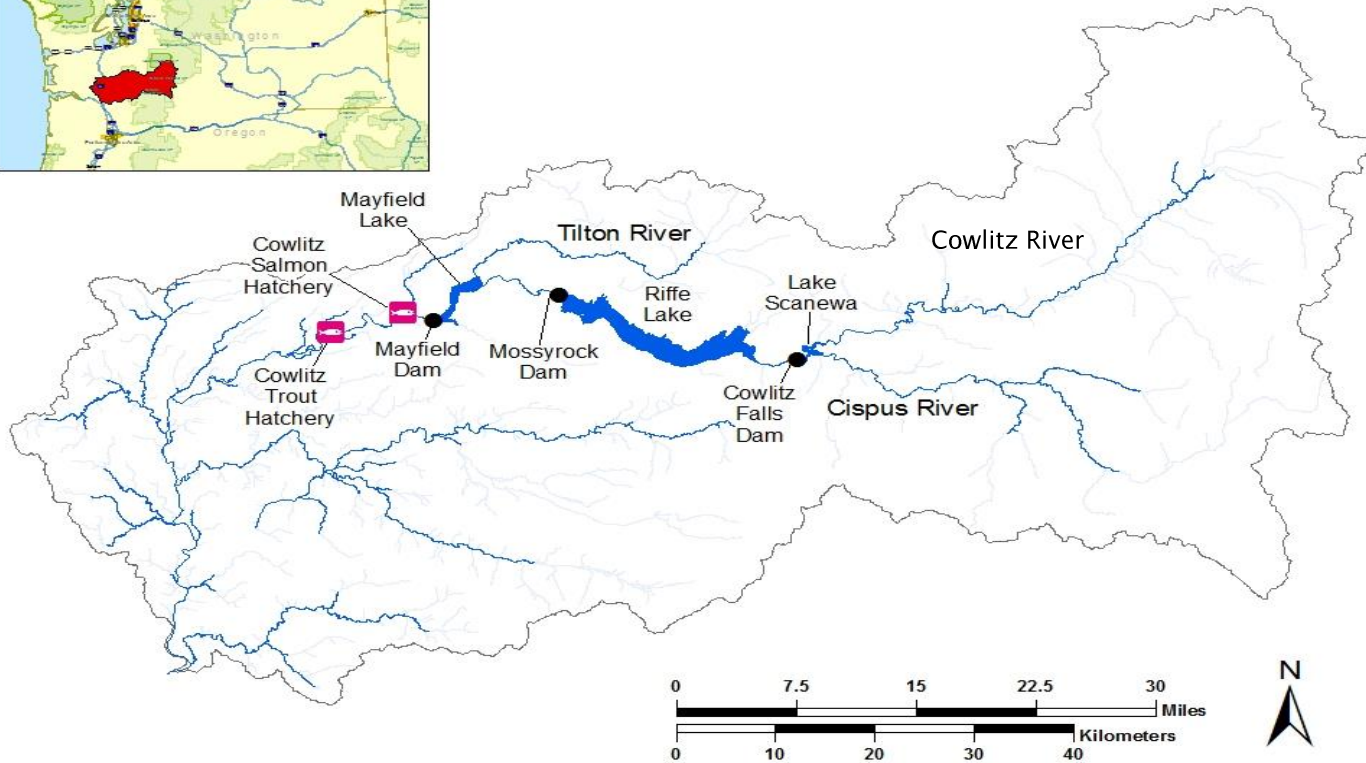 Washington
Oregon
Mayfield
Lake
Cowlitz
Salmon
Hatchery
Tilton River
Cowlitz River
Lake
Scanewa
Riffe
Lake
Mayfield
Dam
Mossyrock
Dam
Cowlitz
Trout
Hatchery
Cowlitz
Falls
Dam
Cispus River
N
0 7.5 15 22.5 30
Miles
Kilometers
0 10 20 30 40